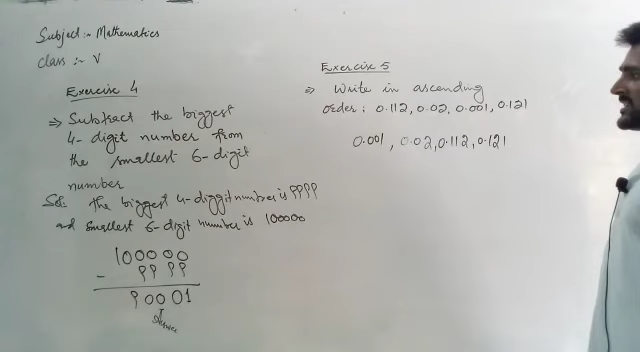 Subject :- Mathematics
Class :- V
Exercise 4
⇒ Subtract the biggest
4-digit number from
the smallest 6-digit
number
Sol: the biggest 4-diggit number is 9999
and smallest 6-digit number is 100000
100000
- 9999
90001
Answer
Exercise 5
⇒ Write in ascending
order : 0.112, 0.02, 0.001, 0.121
0.001, 0.02, 0.112, 0.121